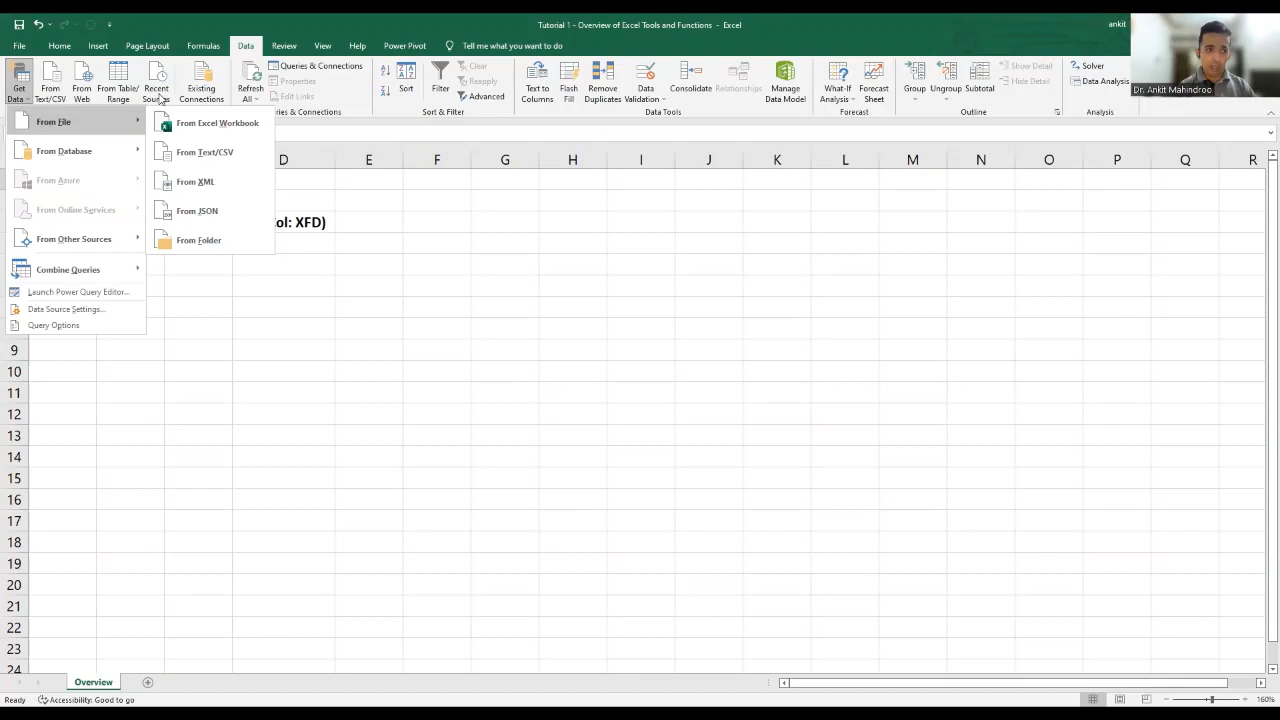 Tutorial 1 - Overview of Excel Tools and Functions - Excel
ankit
File Home Insert Page Layout Formulas Data Review View Help Power Pivot Tell me what you want to do
Get Data
From Text/CSV
From Web
From Table/ Range
Recent Sources
Existing Connections
Refresh All
Queries & Connections
Properties
Edit Links
Sort
Filter
Clear
Reapply
Advanced
Text to Columns
Flash Fill
Remove Duplicates
Data Validation
Consolidate
Relationships
Manage Data Model
What-If Analysis
Forecast Sheet
Group
Ungroup
Subtotal
Show Detail
Hide Detail
Solver
Data Analysis
Dr. Ankit Mahindroo
& Connections
Sort & Filter
Data Tools
Forecast
Outline
Analysis
From File
From Database
From Azure
From Online Services
From Other Sources
Combine Queries
Launch Power Query Editor...
Data Source Settings...
Query Options
From Excel Workbook
From Text/CSV
From XML
From JSON
From Folder
D E F G H I J K L M N O P Q R
Col: XFD)
9
10
11
12
13
14
15
16
17
18
19
20
21
22
23
24
Overview
Ready Accessibility: Good to go
160%